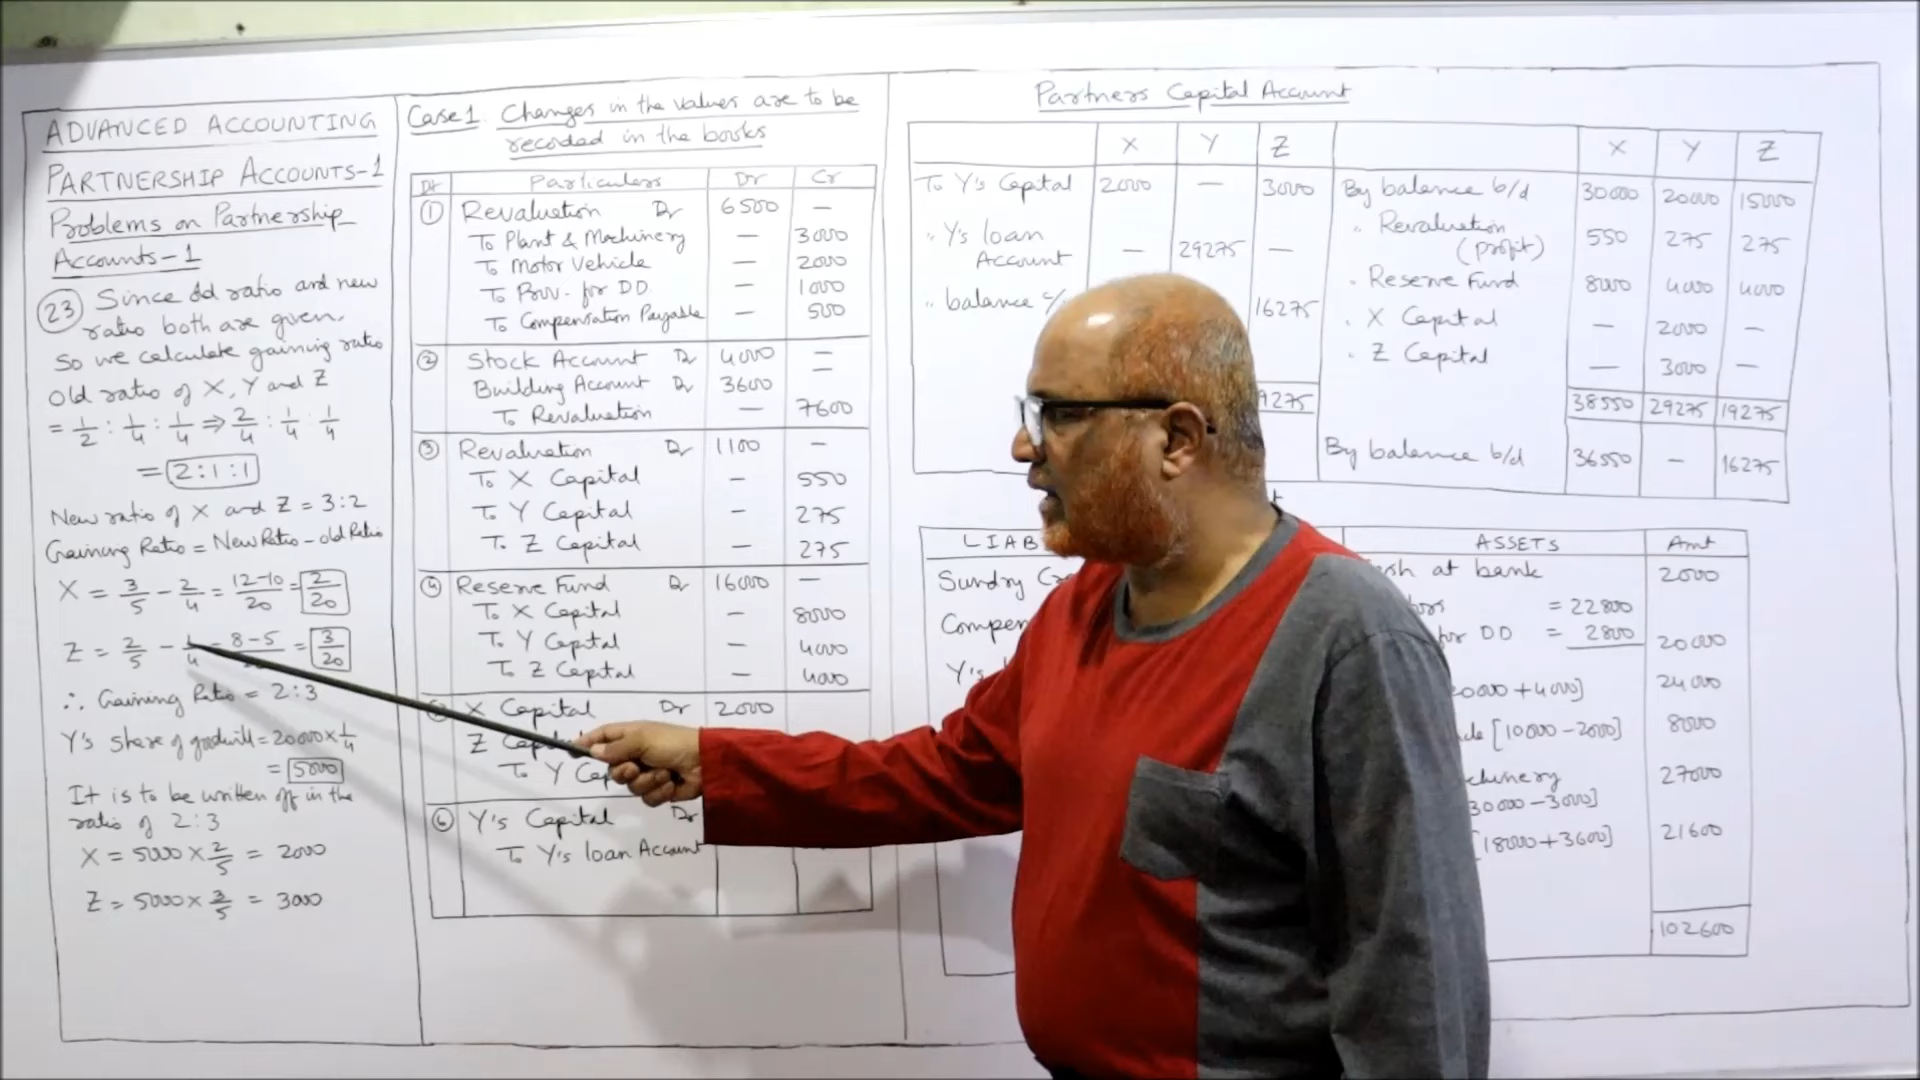 ADVANCED ACCOUNTING
PARTNERSHIP ACCOUNTS-1
Problems on Partnership
Accounts-1
23 Since old ratio and new
ratio both are given.
So we calculate gaining ratio
Old ratio of X, Y and Z
= 1/2 : 1/4 : 1/4 ⇒ 2/4 : 1/4 : 1/4
= 2:1:1
New ratio of X and Z = 3:2
Gaining Ratio = New Ratio - old Ratio
X = 3/5 - 2/4 = 12-10/20 = 2/20
Z = 2/5 - 1/4 = 8-5/20 = 3/20
∴ Gaining Ratio = 2:3
Y's share of goodwill = 20000 × 1/4
= 5000
It is to be written off in the
ratio of 2:3
X = 5000 × 2/5 = 2000
Z = 5000 × 3/5 = 3000
Case 1. Changes in the values are to be
recorded in the books
Dt Particulars Dr Cr
1 Revaluation Dr 6500 -
To Plant & Machinery - 3000
To Motor Vehicle - 2000
To Prov. for DD - 1000
To Compensation Payable - 500
2 Stock Account Dr 4000 -
Building Account Dr 3600 -
To Revaluation - 7600
3 Revaluation Dr 1100 -
To X Capital - 550
To Y Capital - 275
To Z Capital - 275
4 Reserve Fund Dr 16000 -
To X Capital - 8000
To Y Capital - 4000
To Z Capital - 4000
X Capital Dr 2000
Z
To Y
6 Y's Capital Dr
To Y's loan Account
Partners Capital Account
X Y Z X Y Z
To Y's Capital 2000 - 3000 By balance b/d 30000 20000 15000
" Y's loan Account - 29275 - " Revaluation (profit) 550 275 275
" balance c/ 16275 " Reserve Fund 8000 4000 4000
" X Capital - 2000 -
" Z Capital - 3000 -
9275 38550 29275 19275
By balance b/d 36550 - 16275
LIAB ASSETS Amt
Sundry at bank 2000
= 22800
Compen for DD = 2800 20000
Y's 0000 + 4000] 24000
[10000 - 2000] 8000
chinery 27000
30000 - 3000]
[18000 + 3600] 21600
102600